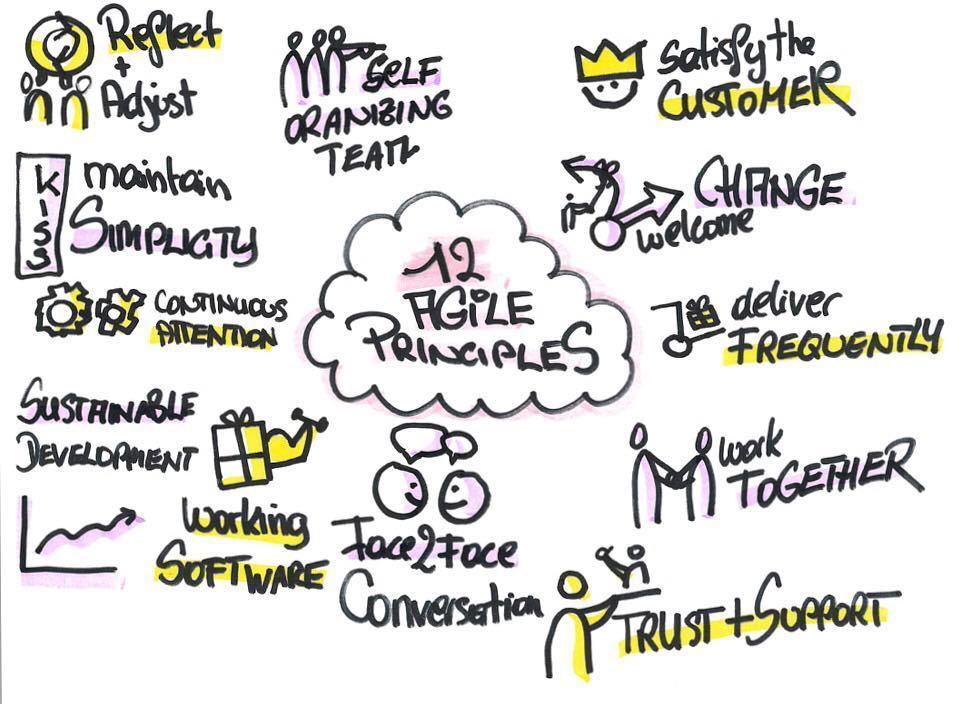 12
AGILE
PRINCIPLES
satisfy the
CUSTOMER
CHANGE
welcome
deliver
FREQUENTLY
work
TOGETHER
TRUST + SUPPORT
Face2Face
Conversation
working
SOFTWARE
SUSTAINABLE
DEVELOPMENT
CONTINUOUS
ATTENTION
KISS
maintain
SIMPLICITY
SELF
ORANIZING
TEAM
Reflect
+
Adjust